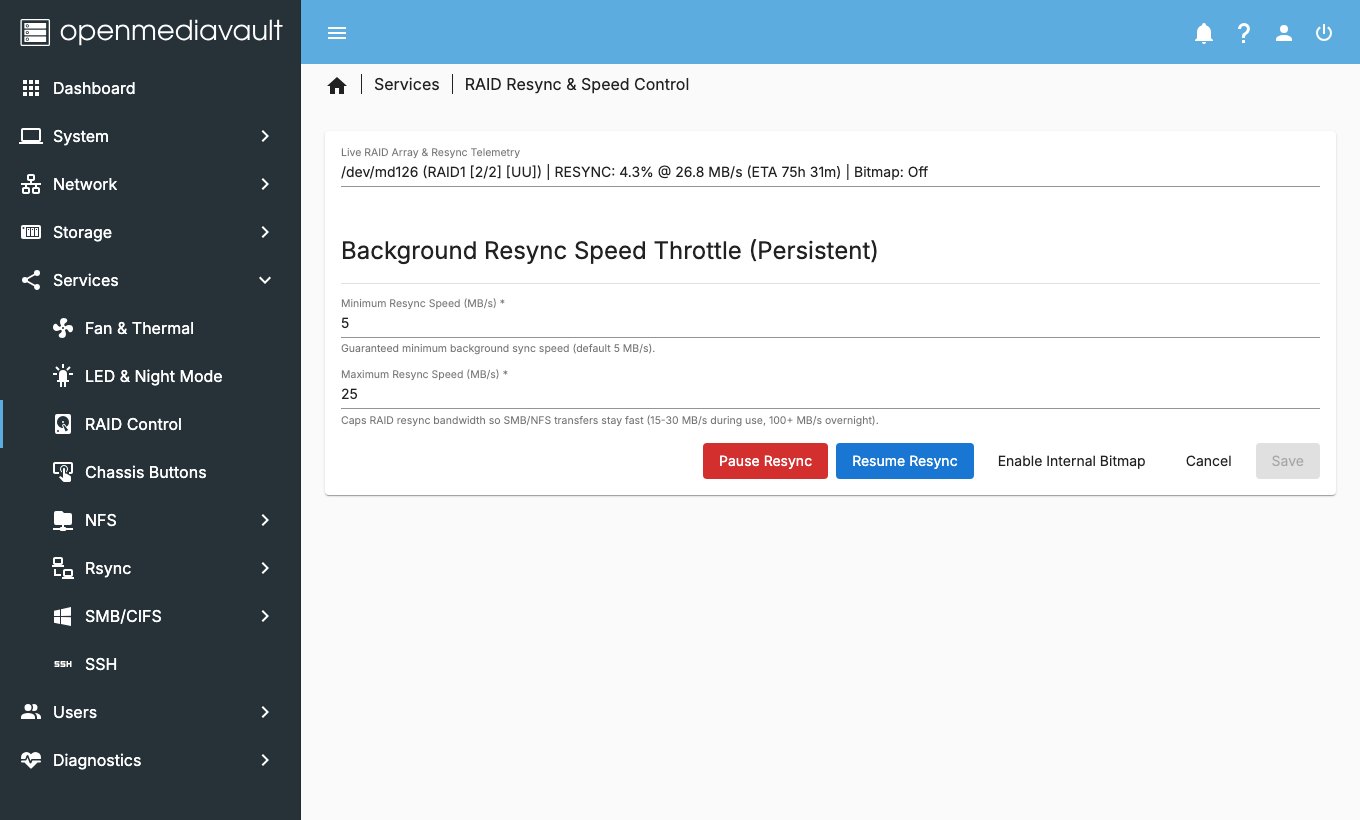 openmediavault
Dashboard
System
Network
Storage
Services
Fan & Thermal
LED & Night Mode
RAID Control
Chassis Buttons
NFS
Rsync
SMB/CIFS
SSH SSH
Users
Diagnostics
?
Services | RAID Resync & Speed Control
Live RAID Array & Resync Telemetry
/dev/md126 (RAID1 [2/2] [UU]) | RESYNC: 4.3% @ 26.8 MB/s (ETA 75h 31m) | Bitmap: Off
Background Resync Speed Throttle (Persistent)
Minimum Resync Speed (MB/s) *
5
Guaranteed minimum background sync speed (default 5 MB/s).
Maximum Resync Speed (MB/s) *
25
Caps RAID resync bandwidth so SMB/NFS transfers stay fast (15-30 MB/s during use, 100+ MB/s overnight).
Pause Resync Resume Resync Enable Internal Bitmap Cancel Save